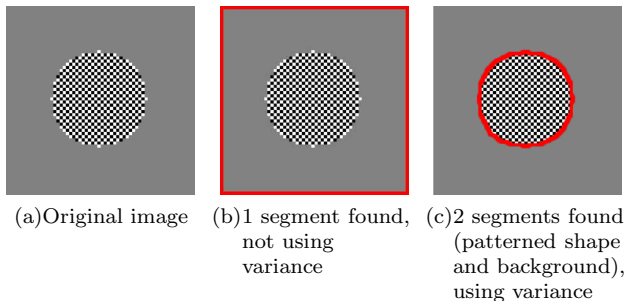 (a)Original image
(b)1 segment found,
not using
variance
(c)2 segments found
(patterned shape
and background),
using variance